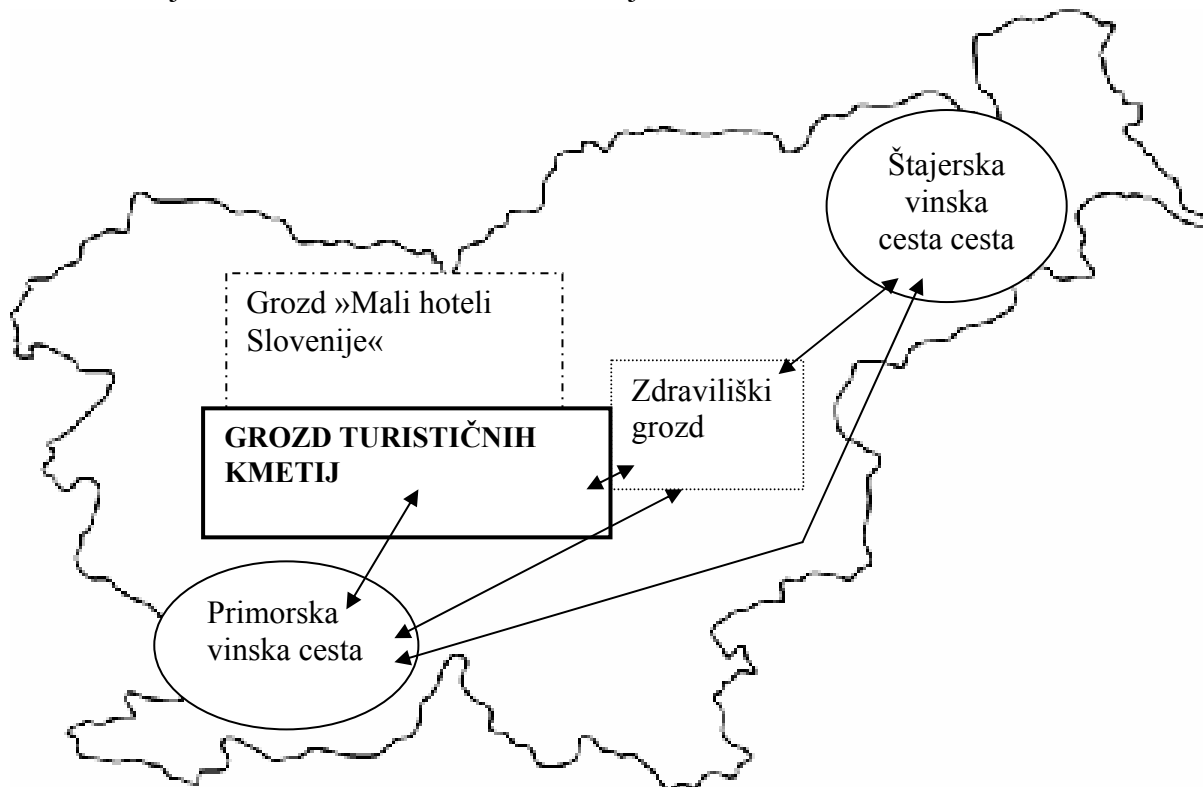 Štajerska
vinska
cesta cesta
Grozd »Mali hoteli
Slovenije«
Zdraviliški
grozd
GROZD TURISTIČNIH
KMETIJ
Primorska
vinska cesta